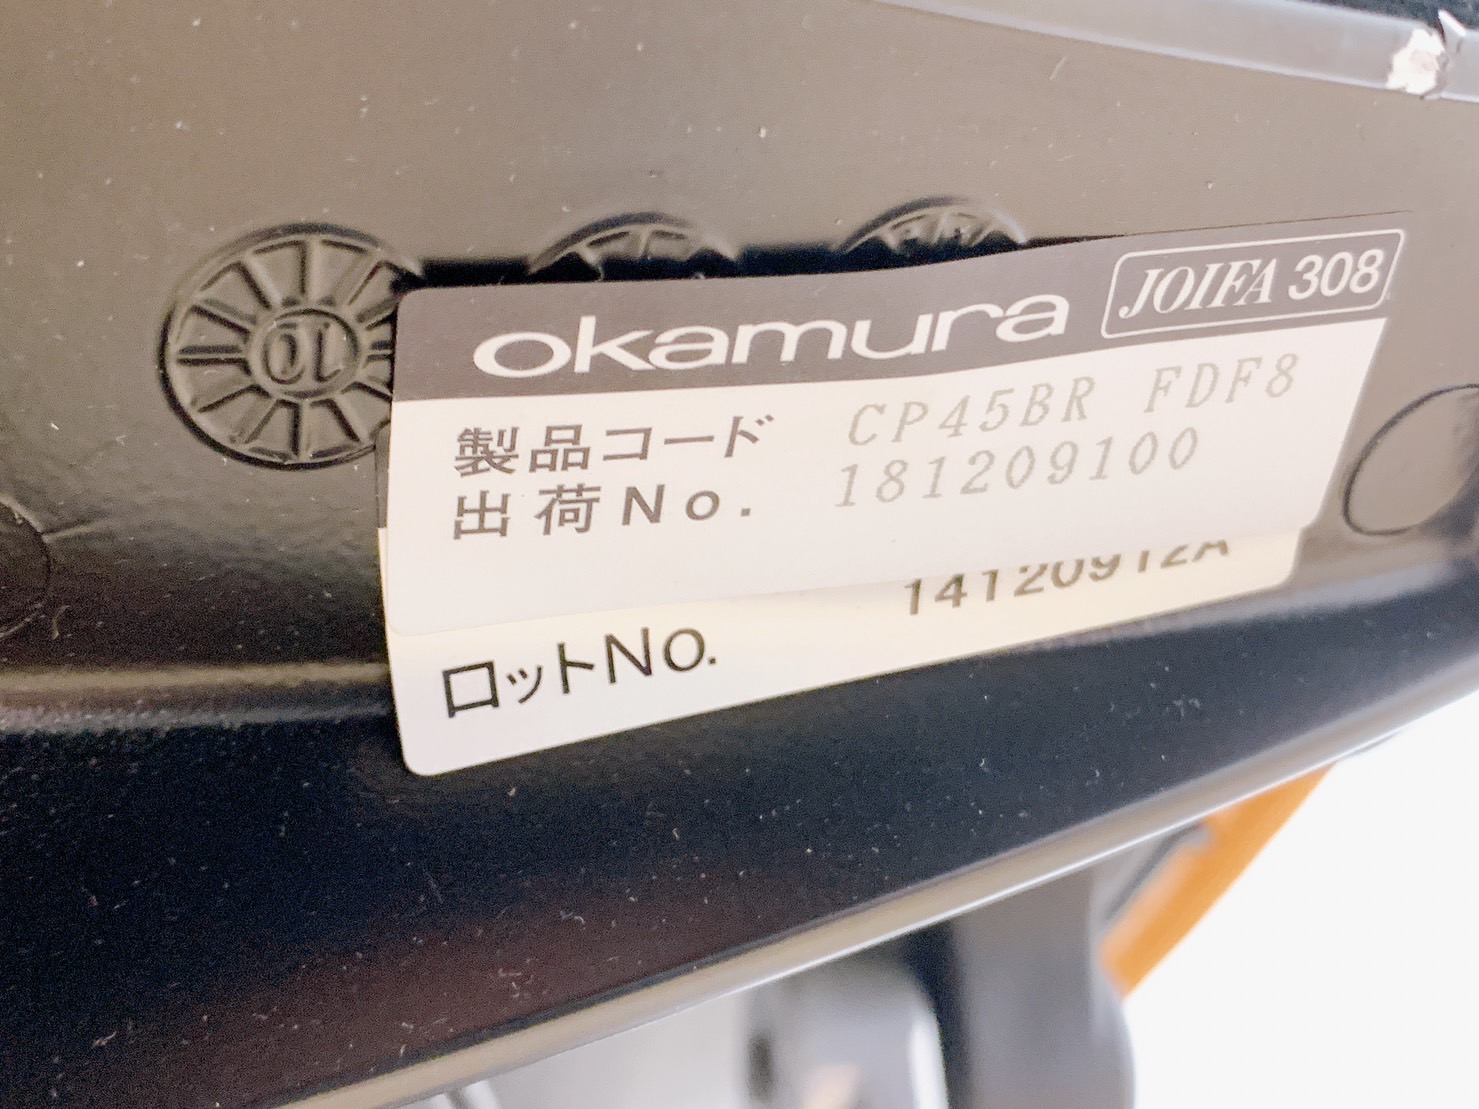 10
okamura JOIFA 308
製品コード CP45BR FDF8
出荷No. 181209100
14120912A
ロットNo.